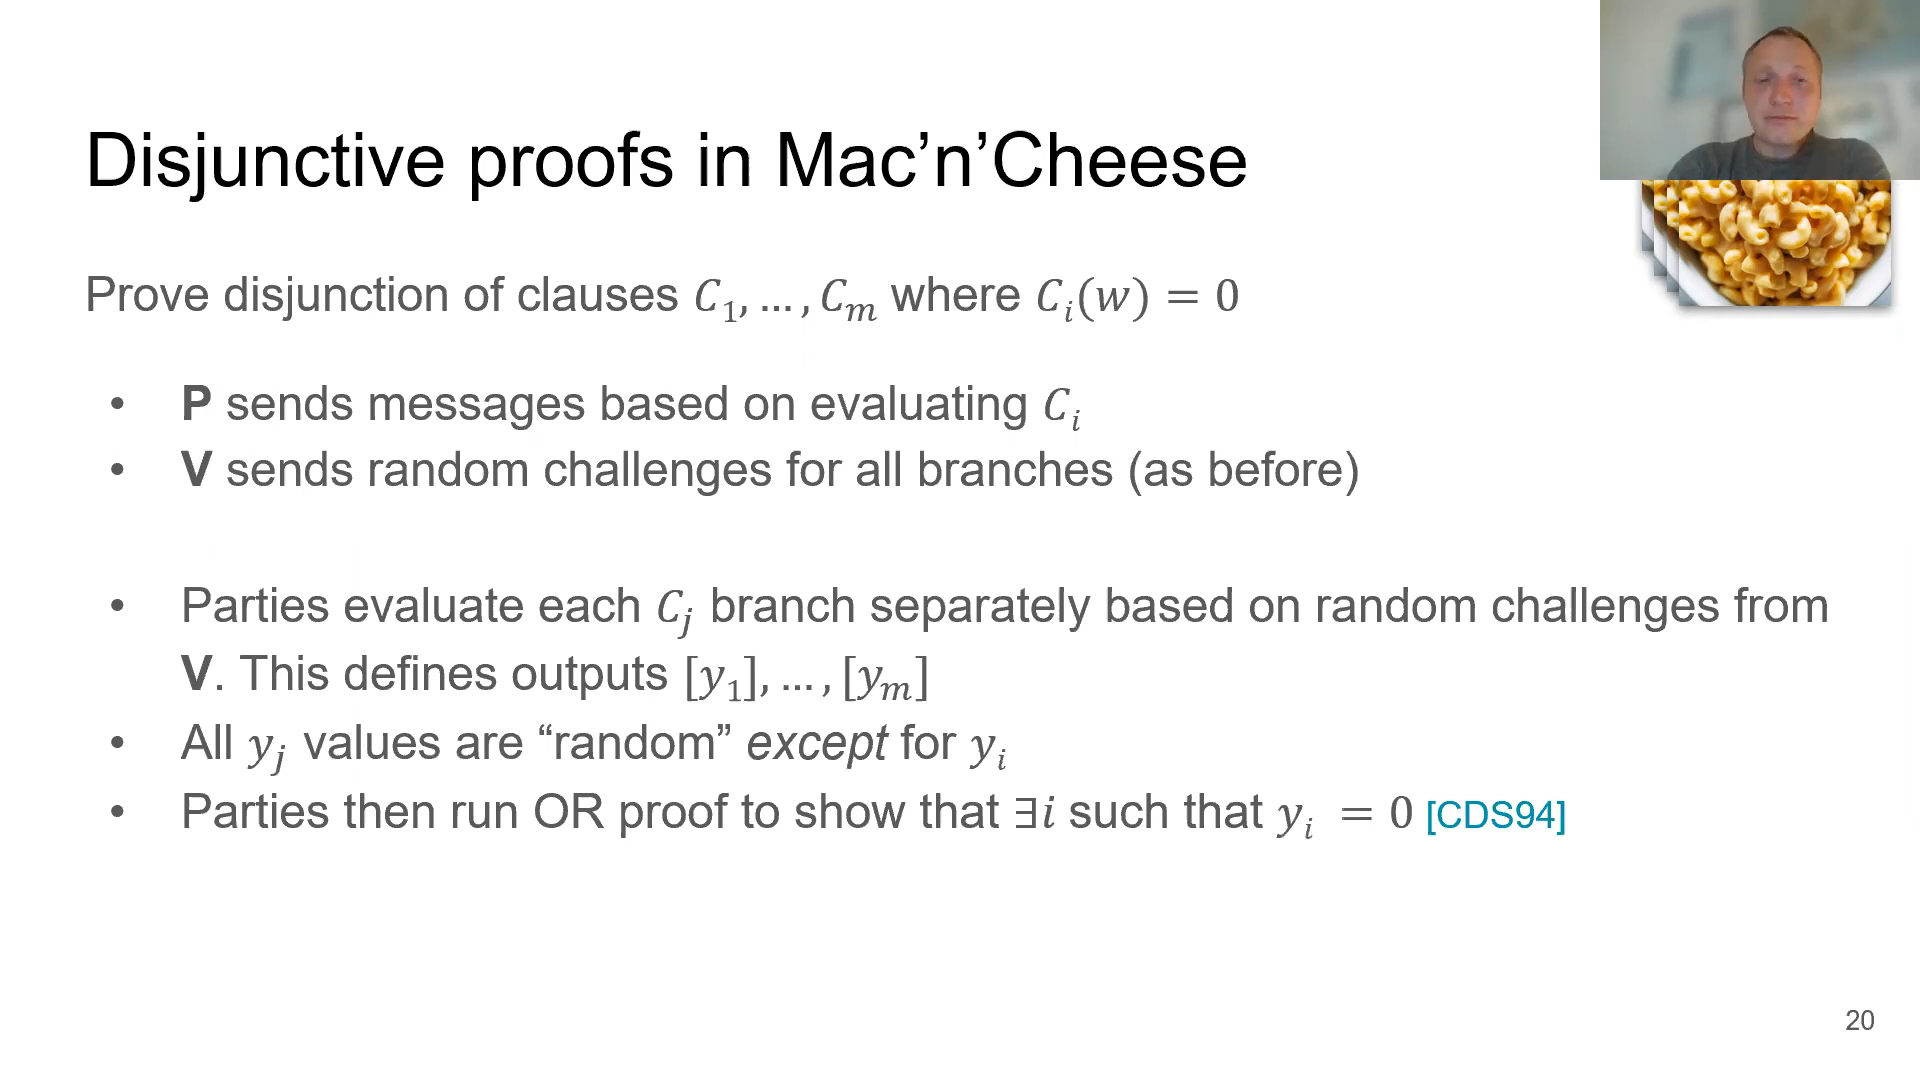 Disjunctive proofs in Mac’n’Cheese
Prove disjunction of clauses C₁, … , Cₘ where Cᵢ(w) = 0
• P sends messages based on evaluating Cᵢ
• V sends random challenges for all branches (as before)
• Parties evaluate each Cⱼ branch separately based on random challenges from
V. This defines outputs [y₁], … , [yₘ]
• All yⱼ values are “random” except for yᵢ
• Parties then run OR proof to show that ∃i such that yᵢ = 0 [CDS94]
20